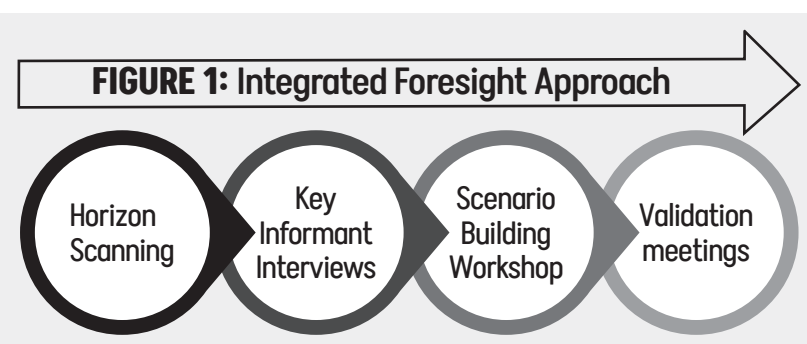 FIGURE 1: Integrated Foresight Approach
Horizon
Scanning
Key
Informant
Interviews
Scenario
Building
Workshop
Validation
meetings